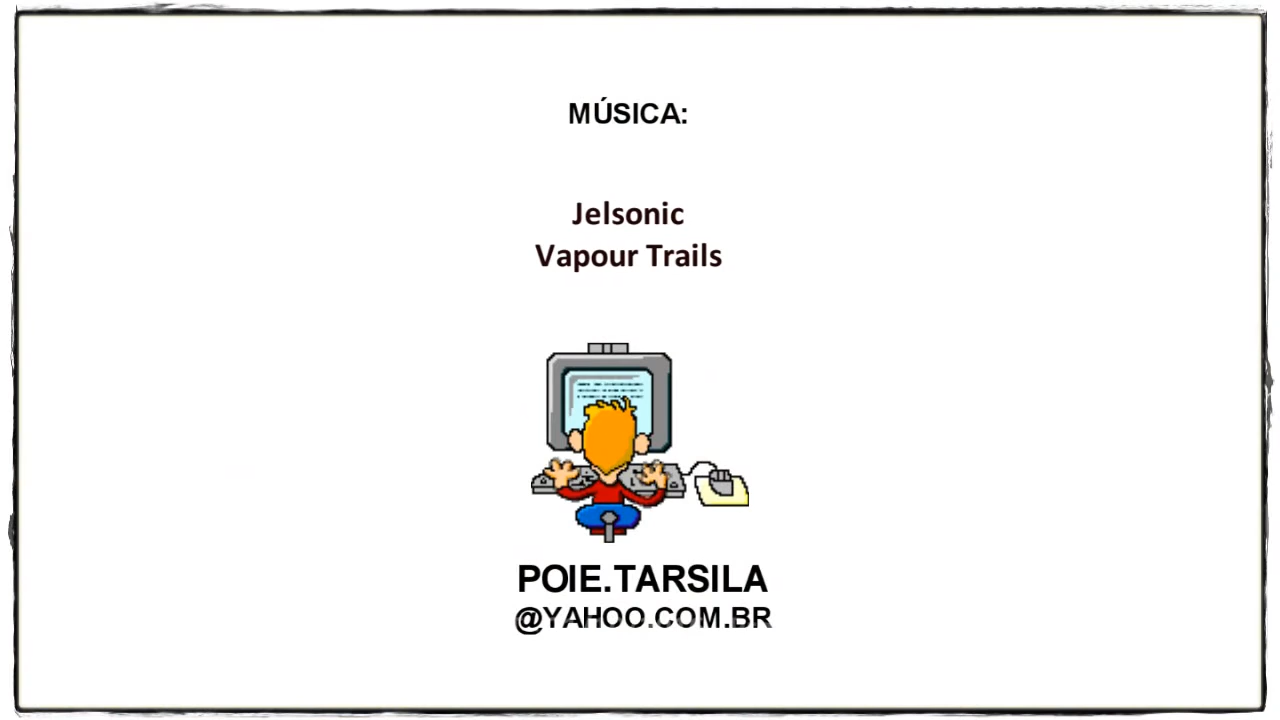 MÚSICA:
Jelsonic
Vapour Trails
POIE.TARSILA
@YAHOO.COM.BR